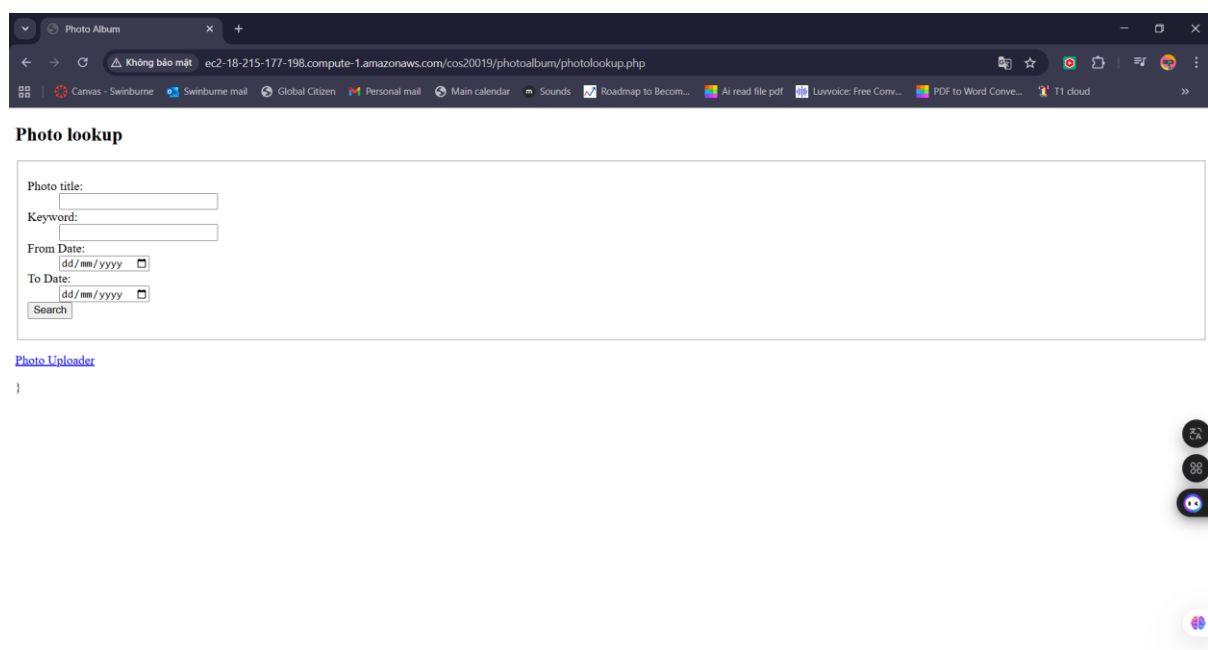 Photo Album
Không bảo mật ec2-18-215-177-198.compute-1.amazonaws.com/cos20019/photoalbum/photolookup.php
Canvas - Swinburne Swinburne mail Global Citizen Personal mail Main calendar Sounds Roadmap to Becom... Ai read file pdf Luvvoice: Free Conv... PDF to Word Conve... T1 cloud
Photo lookup
Photo title:
Keyword:
From Date:
dd/mm/yyyy
To Date:
dd/mm/yyyy
Search
Photo Uploader
}